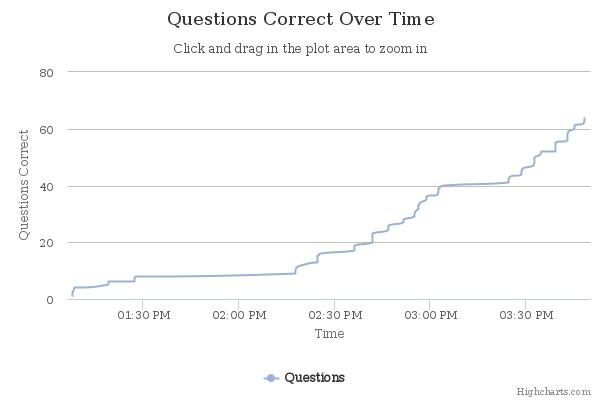 Questions Correct Over Time
Click and drag in the plot area to zoom in
Questions Correct
80
60
40
20
0
01:30 PM 02:00 PM 02:30 PM 03:00 PM 03:30 PM
Time
Questions
Highcharts.com